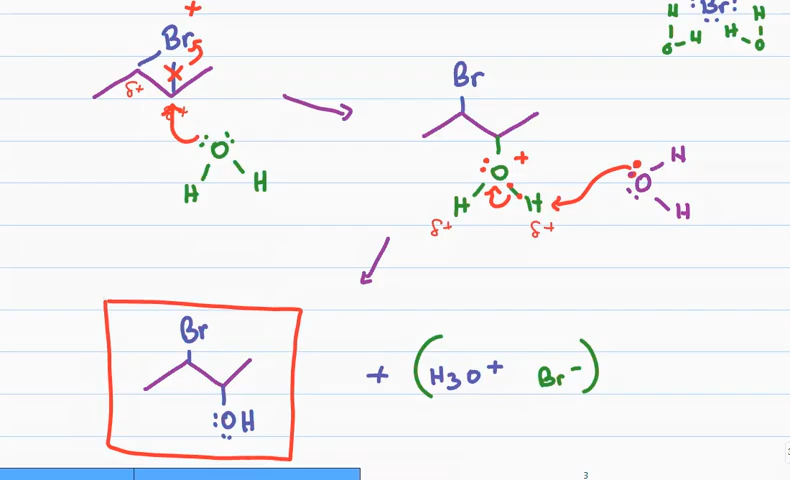 +
Br
H Br H
O H H O
δ+
δ+
O
H H
Br
O +
H H
δ+ δ+
H
O
H
Br
OH
+ ( H3O+ Br- )
3